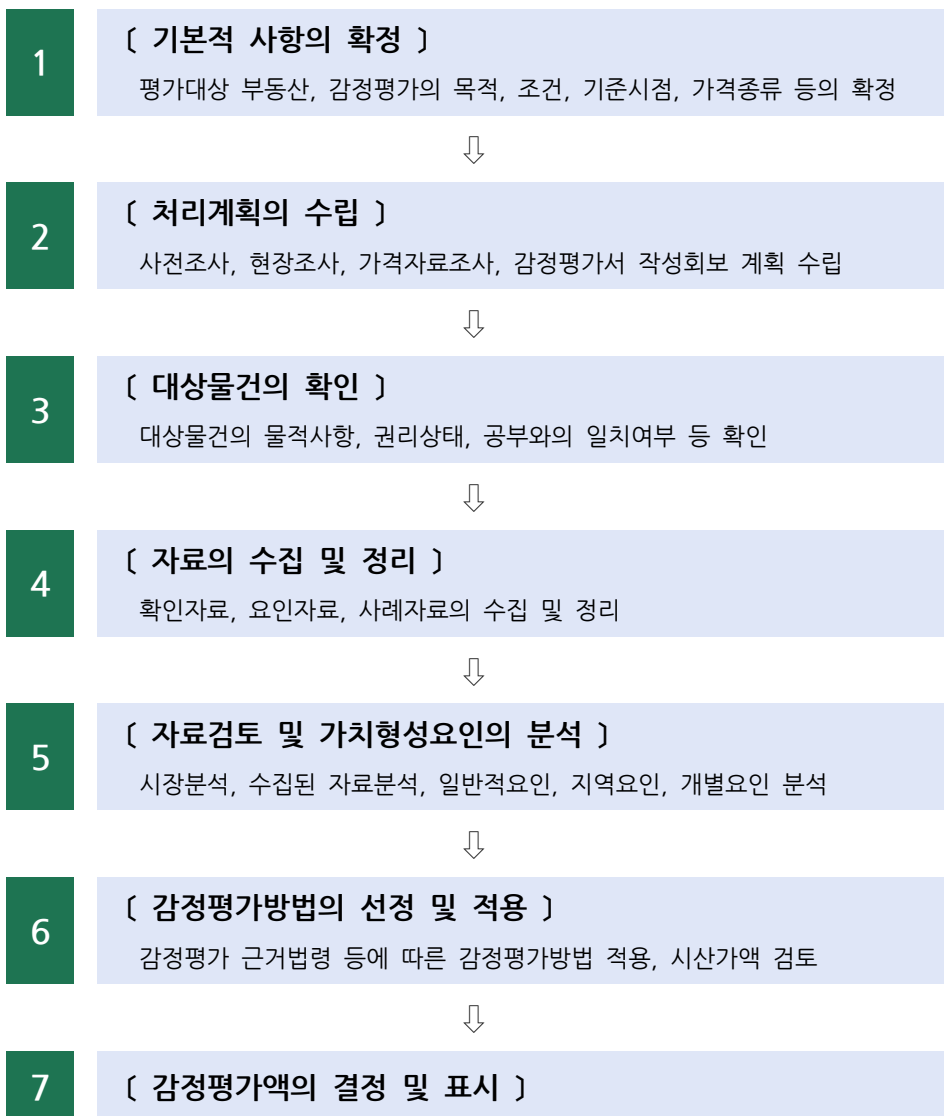 1
〔 기본적 사항의 확정 〕
평가대상 부동산, 감정평가의 목적, 조건, 기준시점, 가격종류 등의 확정
⇩
2
〔 처리계획의 수립 〕
사전조사, 현장조사, 가격자료조사, 감정평가서 작성회보 계획 수립
⇩
3
〔 대상물건의 확인 〕
대상물건의 물적사항, 권리상태, 공부와의 일치여부 등 확인
⇩
4
〔 자료의 수집 및 정리 〕
확인자료, 요인자료, 사례자료의 수집 및 정리
⇩
5
〔 자료검토 및 가치형성요인의 분석 〕
시장분석, 수집된 자료분석, 일반적요인, 지역요인, 개별요인 분석
⇩
6
〔 감정평가방법의 선정 및 적용 〕
감정평가 근거법령 등에 따른 감정평가방법 적용, 시산가액 검토
⇩
7
〔 감정평가액의 결정 및 표시 〕